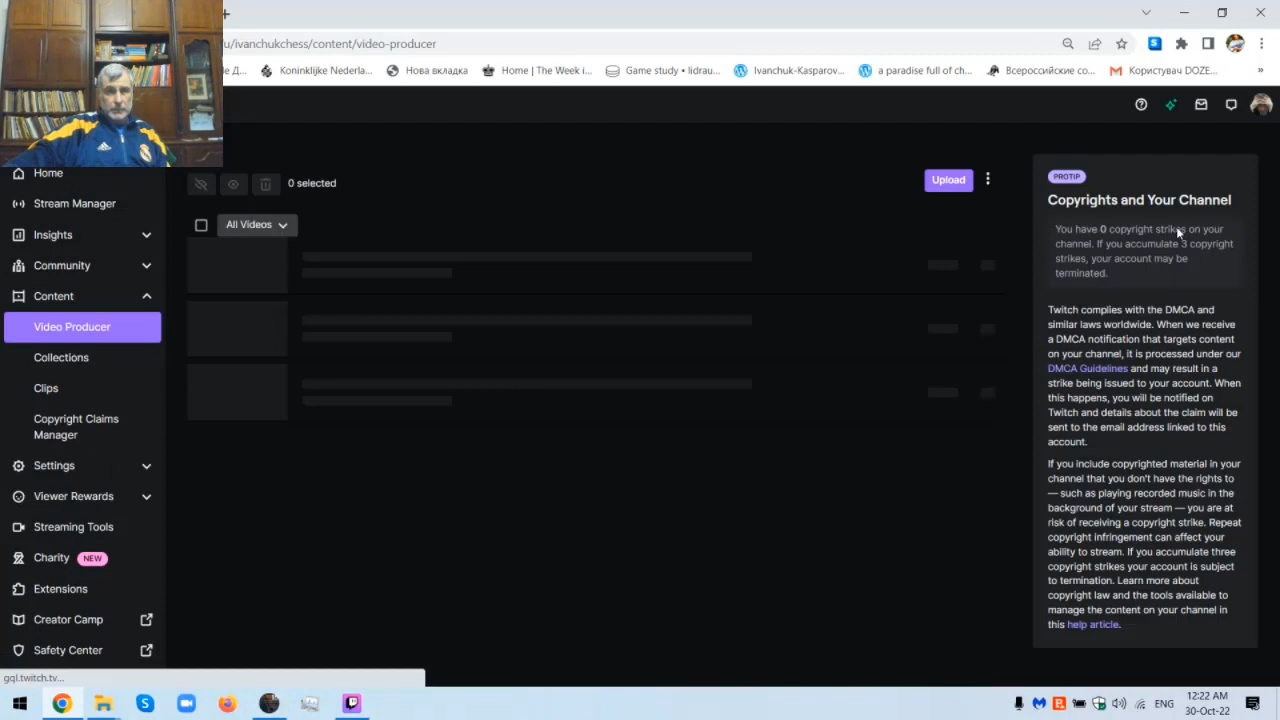 u/ivanchukchess/content/video-producer
Koninklijke Nederla...
Нова вкладка
Home | The Week i...
Game study • lidrau...
Ivanchuk-Kasparov...
a paradise full of ch...
Всероссийские со...
Користувач DOZE...
»
Home
Stream Manager
Insights
Community
Content
Video Producer
Collections
Clips
Copyright Claims
Manager
Settings
Viewer Rewards
Streaming Tools
Charity NEW
Extensions
Creator Camp
Safety Center
gql.twitch.tv...
0 selected
Upload
All Videos
PROTIP
Copyrights and Your Channel
You have 0 copyright strikes on your
channel. If you accumulate 3 copyright
strikes, your account may be
terminated.
Twitch complies with the DMCA and
similar laws worldwide. When we receive
a DMCA notification that targets content
on your channel, it is processed under our
DMCA Guidelines and may result in a
strike being issued to your account. When
this happens, you will be notified on
Twitch and details about the claim will be
sent to the email address linked to this
account.
If you include copyrighted material in your
channel that you don't have the rights to
— such as playing recorded music in the
background of your stream — you are at
risk of receiving a copyright strike. Repeat
copyright infringement can affect your
ability to stream. If you accumulate three
copyright strikes your account is subject
to termination. Learn more about
copyright law and the tools available to
manage the content on your channel in
this help article.
ENG
12:22 AM
30-Oct-22